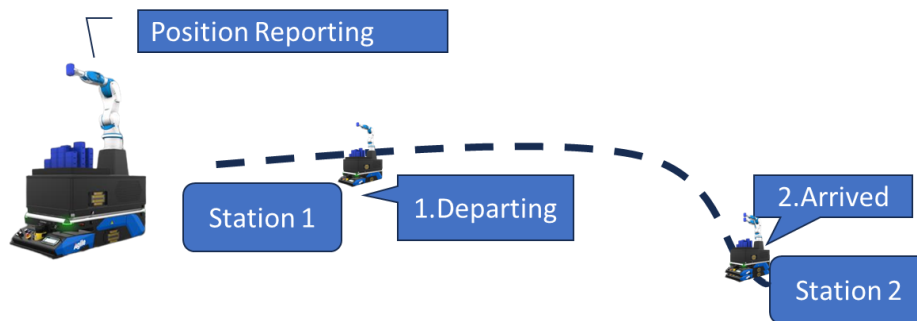 Position Reporting
Station 1
1.Departing
2.Arrived
Station 2